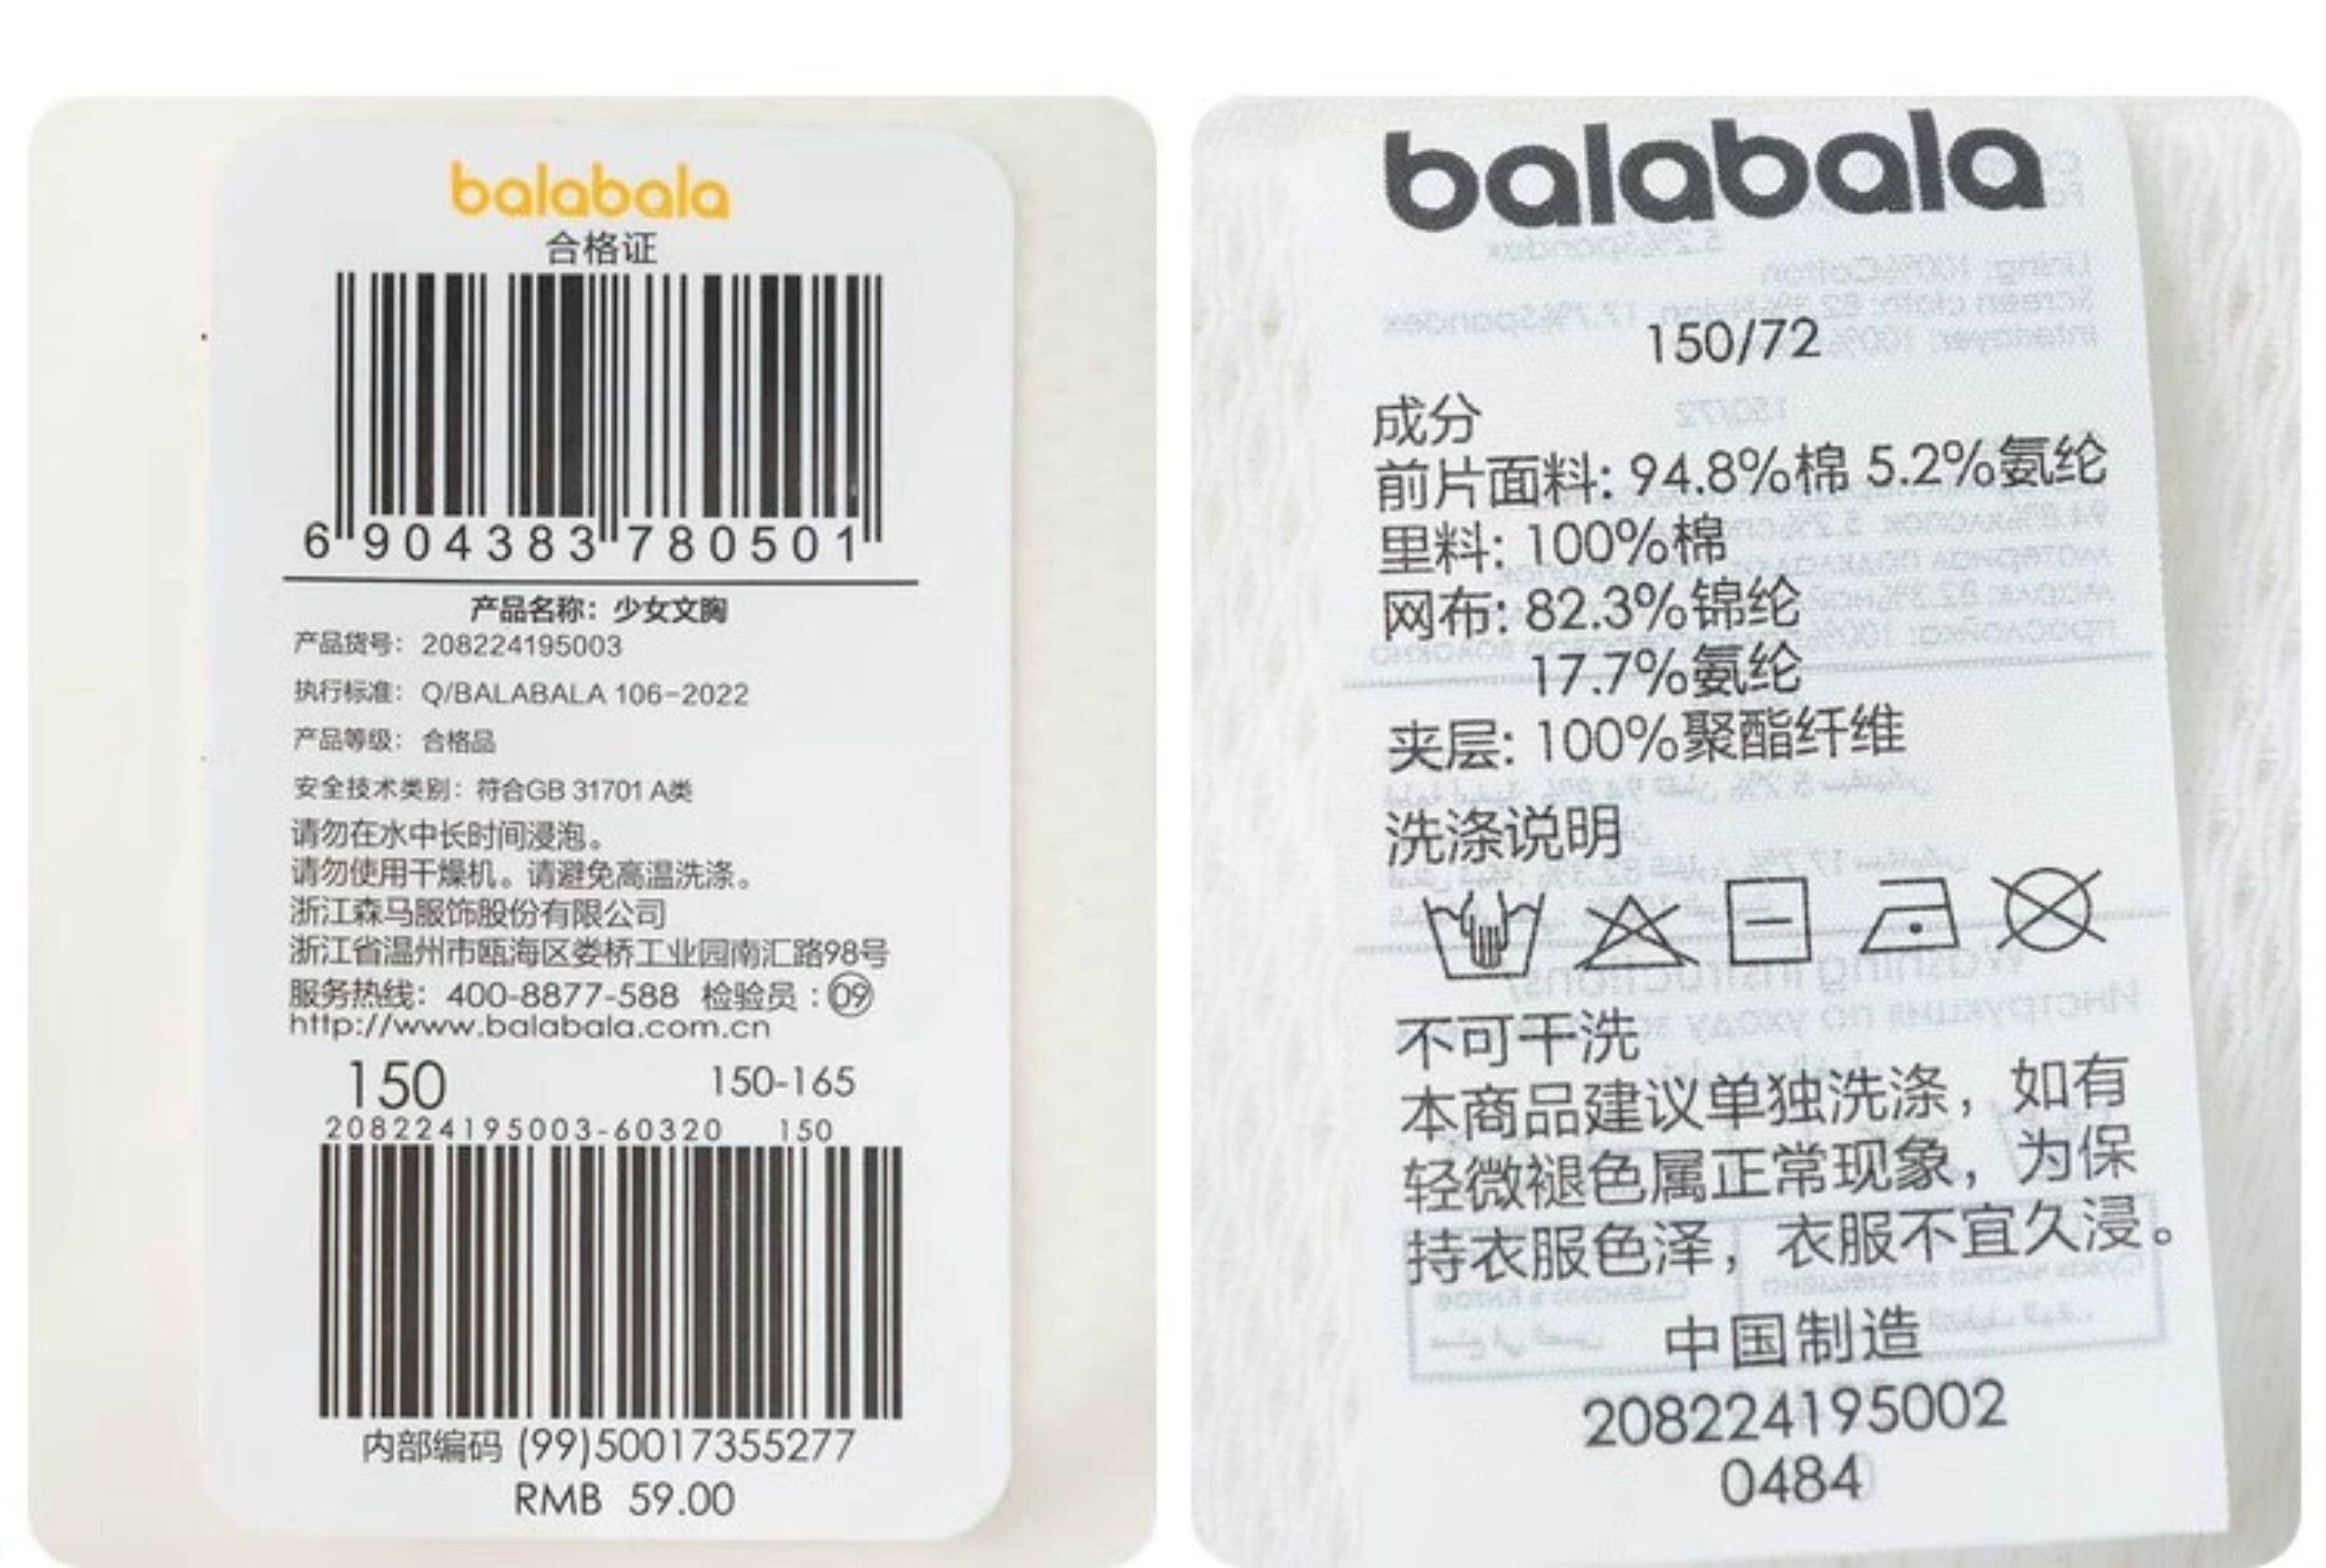 balabala
合格证
6 904383 780501
产品名称：少女文胸
产品货号：208224195003
执行标准：Q/BALABALA 106-2022
产品等级：合格品
安全技术类别：符合GB 31701 A类
请勿在水中长时间浸泡。
请勿使用干燥机。请避免高温洗涤。
浙江森马服饰股份有限公司
浙江省温州市瓯海区娄桥工业园南汇路98号
服务热线：400-8877-588 检验员：09
http://www.balabala.com.cn
150 150-165
208224195003-60320 150
内部编码 (99)50017355277
RMB 59.00
balabala
150/72
成分
前片面料: 94.8%棉 5.2%氨纶
里料: 100%棉
网布: 82.3%锦纶
17.7%氨纶
夹层: 100%聚酯纤维
洗涤说明
不可干洗
本商品建议单独洗涤，如有
轻微褪色属正常现象，为保
持衣服色泽，衣服不宜久浸。
中国制造
208224195002
0484